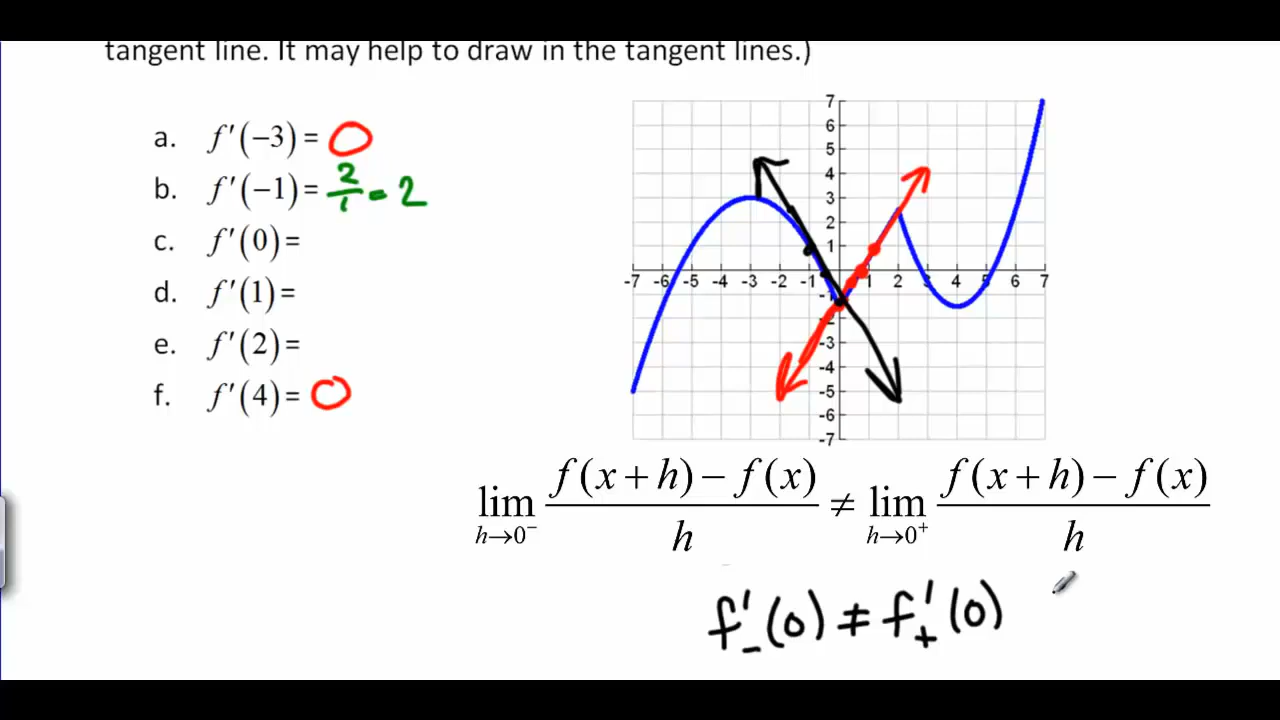 tangent line. It may help to draw in the tangent lines.)
a. f′(−3) = 0
b. f′(−1) = 2/1 = 2
c. f′(0) =
d. f′(1) =
e. f′(2) =
f. f′(4) = 0
7
6
5
4
3
2
1
-7 -6 -5 -4 -3 -2 -1 1 2 3 4 5 6 7
-1
-2
-3
-4
-5
-6
-7
lim h→0⁻ f(x+h)−f(x) / h ≠ lim h→0⁺ f(x+h)−f(x) / h
f′₋(0) ≠ f′₊(0)